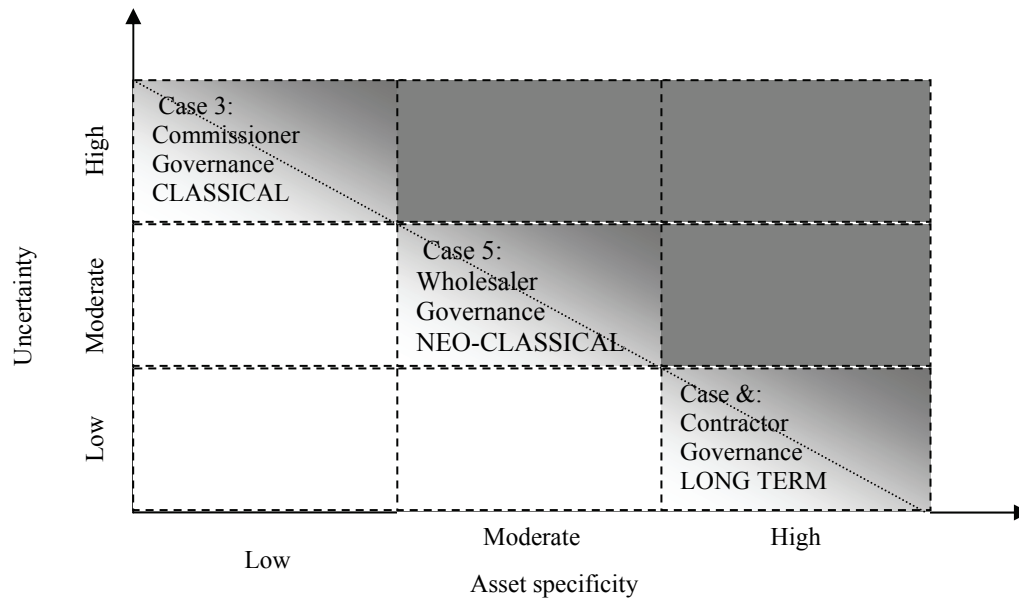 Uncertainty
High
Moderate
Low
Case 3:
Commissioner
Governance
CLASSICAL
Case 5:
Wholesaler
Governance
NEO-CLASSICAL
Case &:
Contractor
Governance
LONG TERM
Low
Moderate
High
Asset specificity